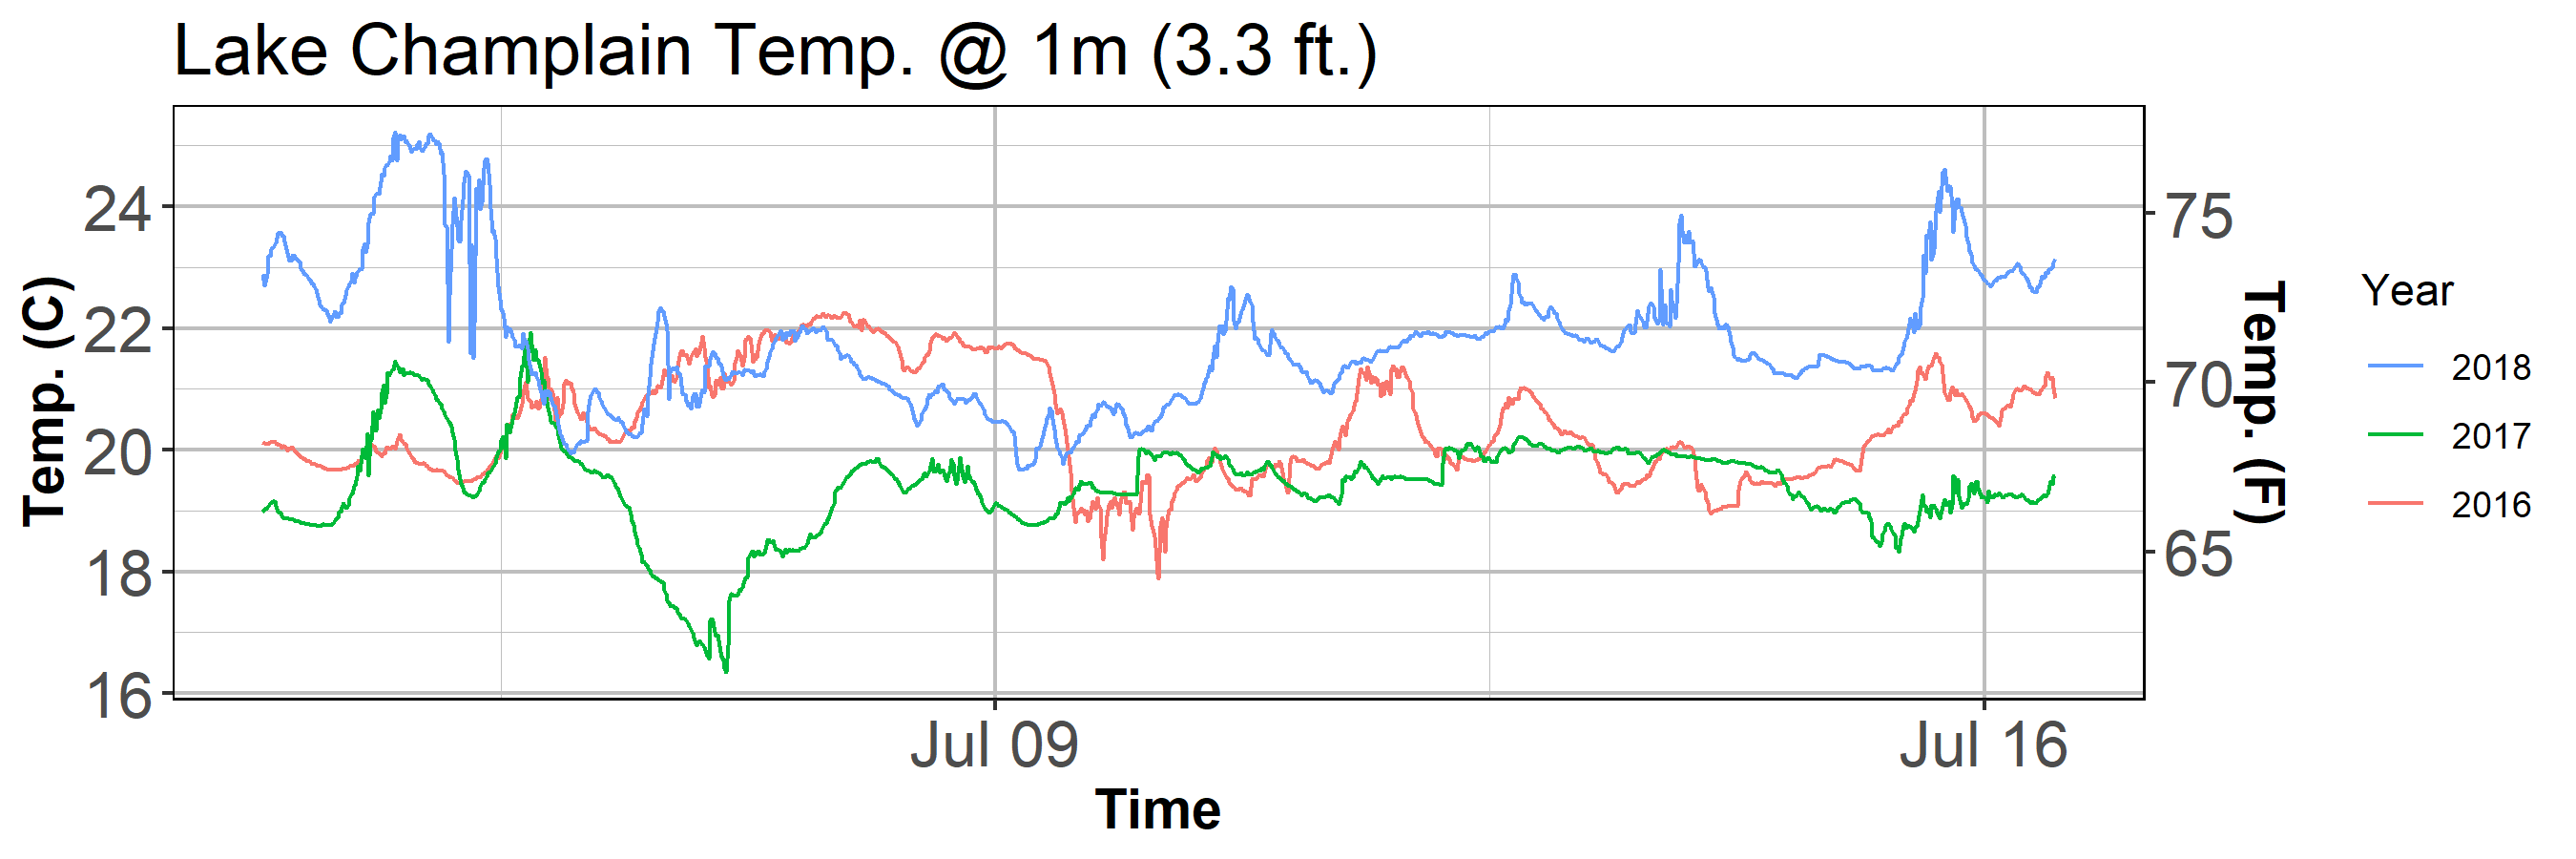 Lake Champlain Temp. @ 1m (3.3 ft.)
24
22
20
18
16
Temp. (C)
75
70
65
Temp. (F)
Jul 09
Jul 16
Time
Year
2018
2017
2016